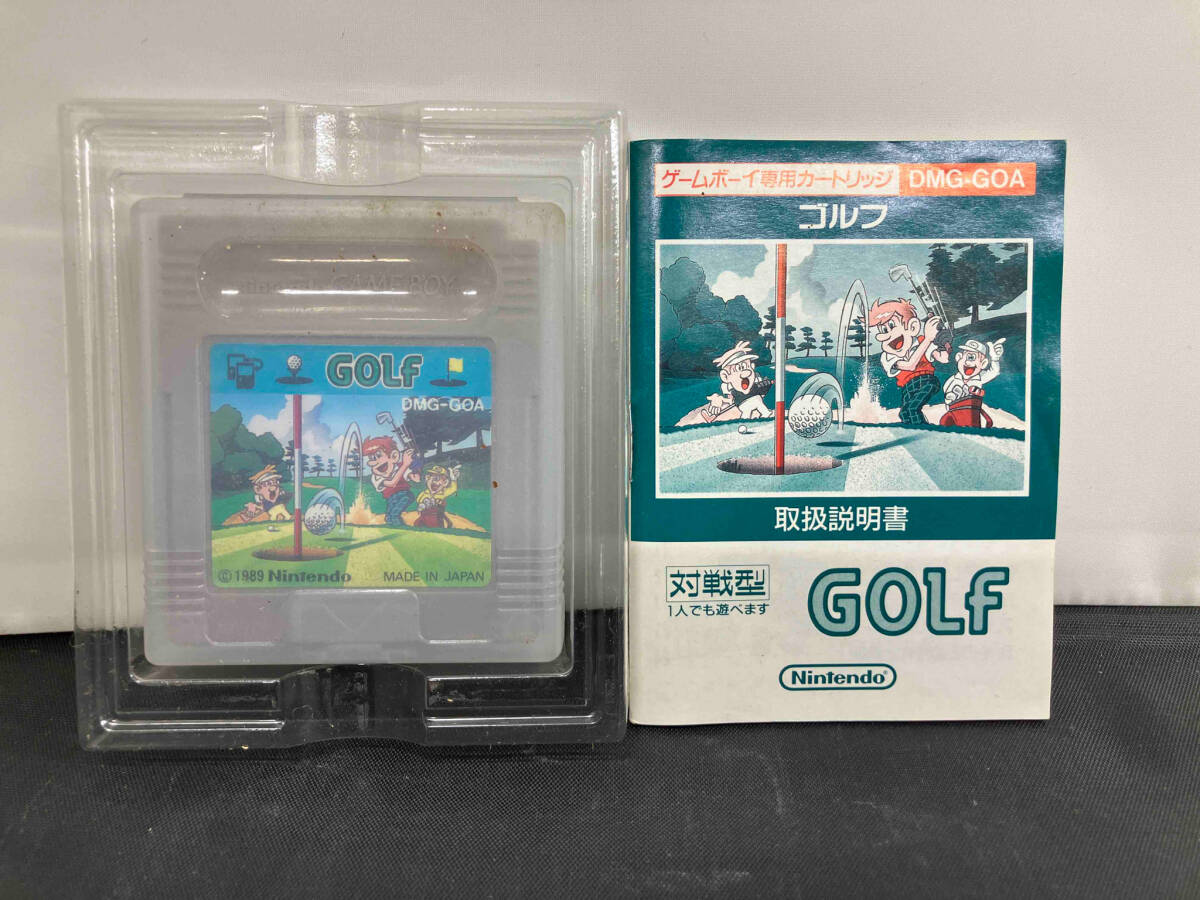 Nintendo GAME BOY
GOLF
DMG-GOA
©1989 Nintendo
MADE IN JAPAN
ゲームボーイ専用カートリッジ DMG-GOA
ゴルフ
取扱説明書
対戦型
1人でも遊べます
GOLF
Nintendo